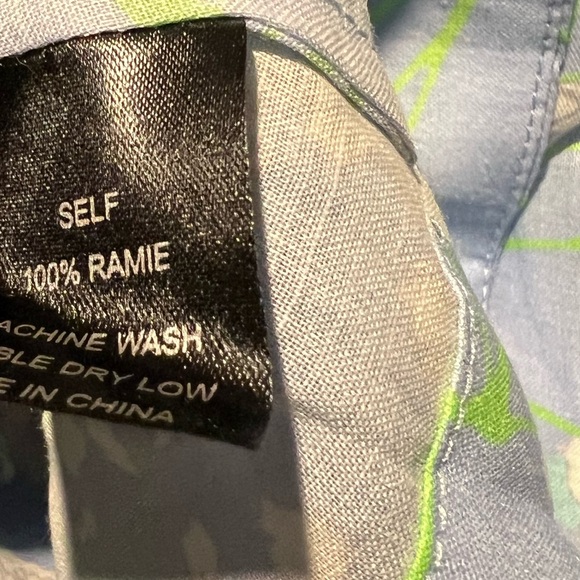 SELF
100% RAMIE
ACHINE WASH
BLE DRY LOW
E IN CHINA